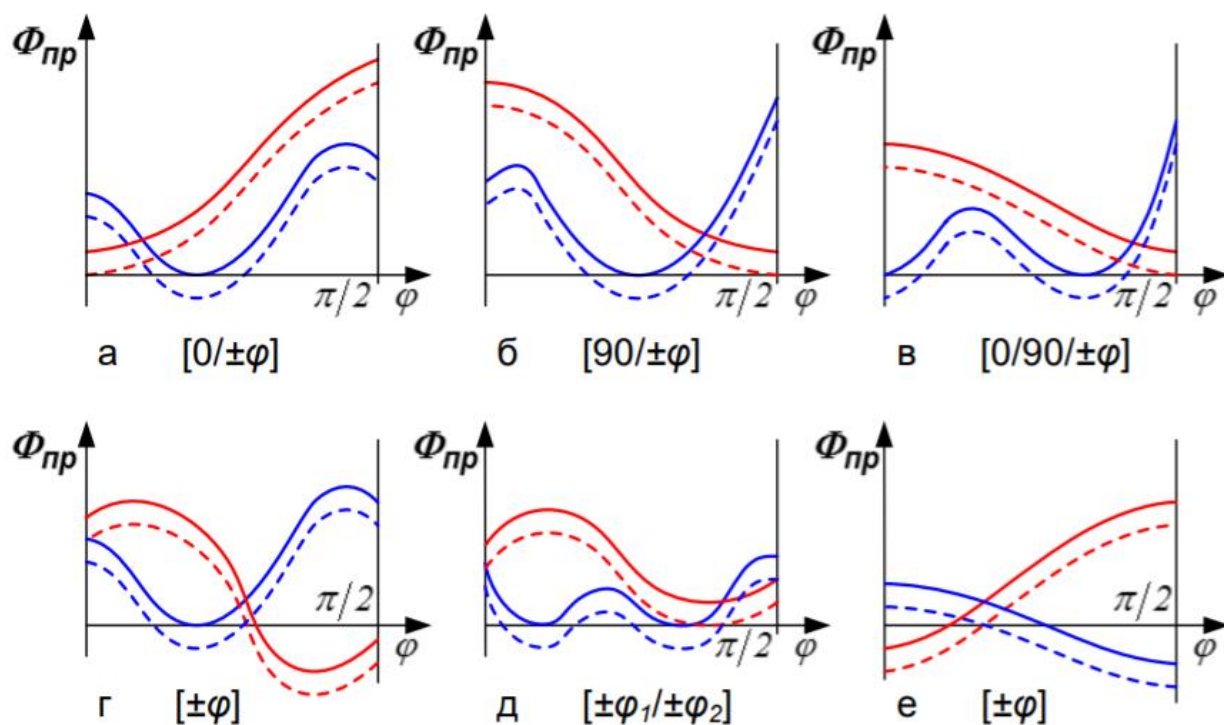 Φпр Φпр Φпр
π/2 φ π/2 φ π/2 φ
а [0/±φ] б [90/±φ] в [0/90/±φ]
Φпр Φпр Φпр
π/2 φ π/2 φ π/2 φ
г [±φ] д [±φ₁/±φ₂] е [±φ]